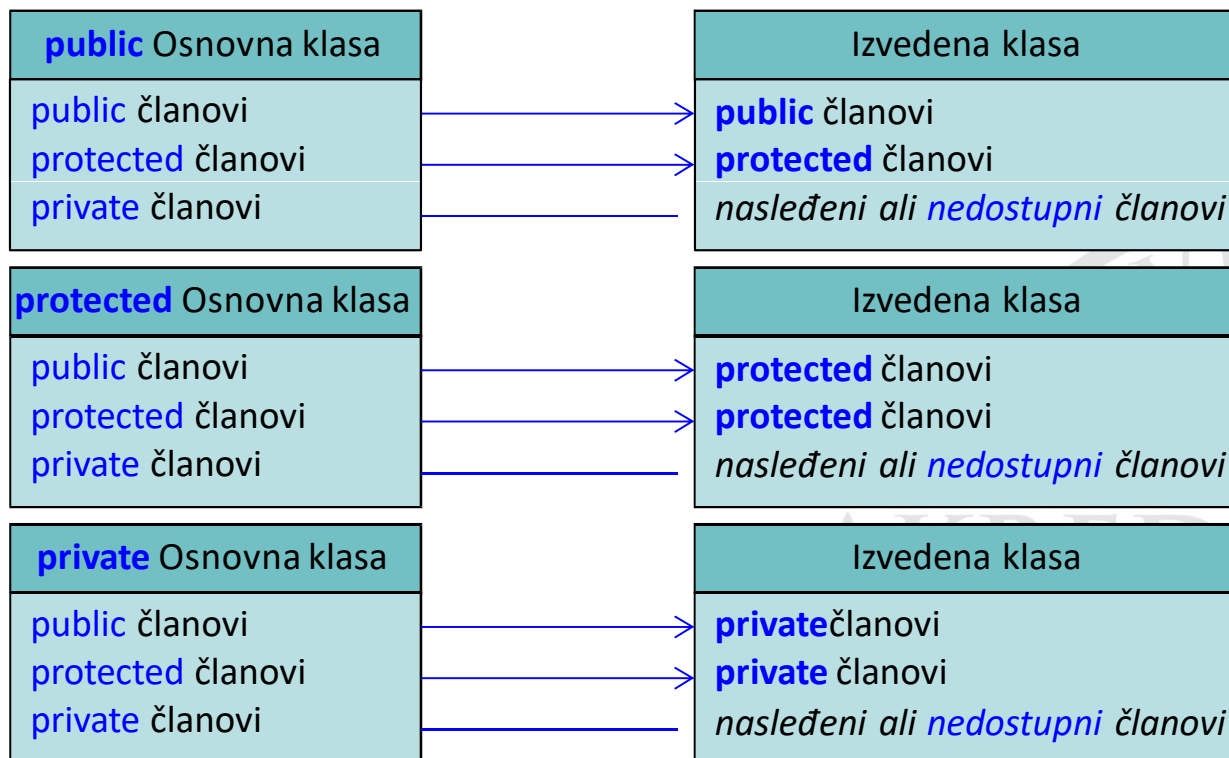 public Osnovna klasa
Izvedena klasa
public članovi
public članovi
protected članovi
protected članovi
private članovi
nasleđeni ali nedostupni članovi
protected Osnovna klasa
Izvedena klasa
public članovi
protected članovi
protected članovi
protected članovi
private članovi
nasleđeni ali nedostupni članovi
private Osnovna klasa
Izvedena klasa
public članovi
privatečlanovi
protected članovi
private članovi
private članovi
nasleđeni ali nedostupni članovi